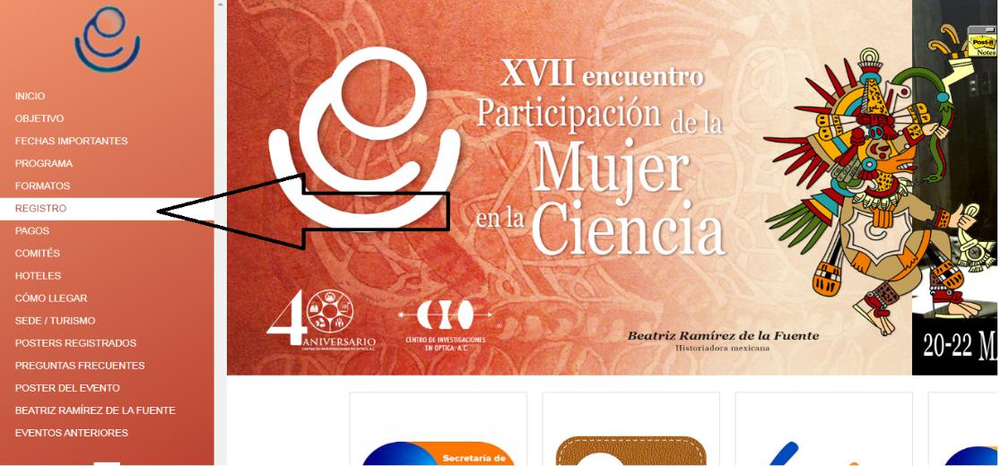 INICIO
OBJETIVO
FECHAS IMPORTANTES
PROGRAMA
FORMATOS
REGISTRO
PAGOS
COMITÉS
HOTELES
CÓMO LLEGAR
SEDE / TURISMO
POSTERS REGISTRADOS
PREGUNTAS FRECUENTES
POSTER DEL EVENTO
BEATRIZ RAMÍREZ DE LA FUENTE
EVENTOS ANTERIORES
XVII encuentro
Participación de la
Mujer
en la Ciencia
40
ANIVERSARIO
CENTRO DE INVESTIGACIONES EN OPTICA, A.C.
CIO
CENTRO DE INVESTIGACIONES
EN OPTICA, A.C.
Beatriz Ramírez de la Fuente
Historiadora mexicana
Post-it
Notes
20-22
Secretaría de